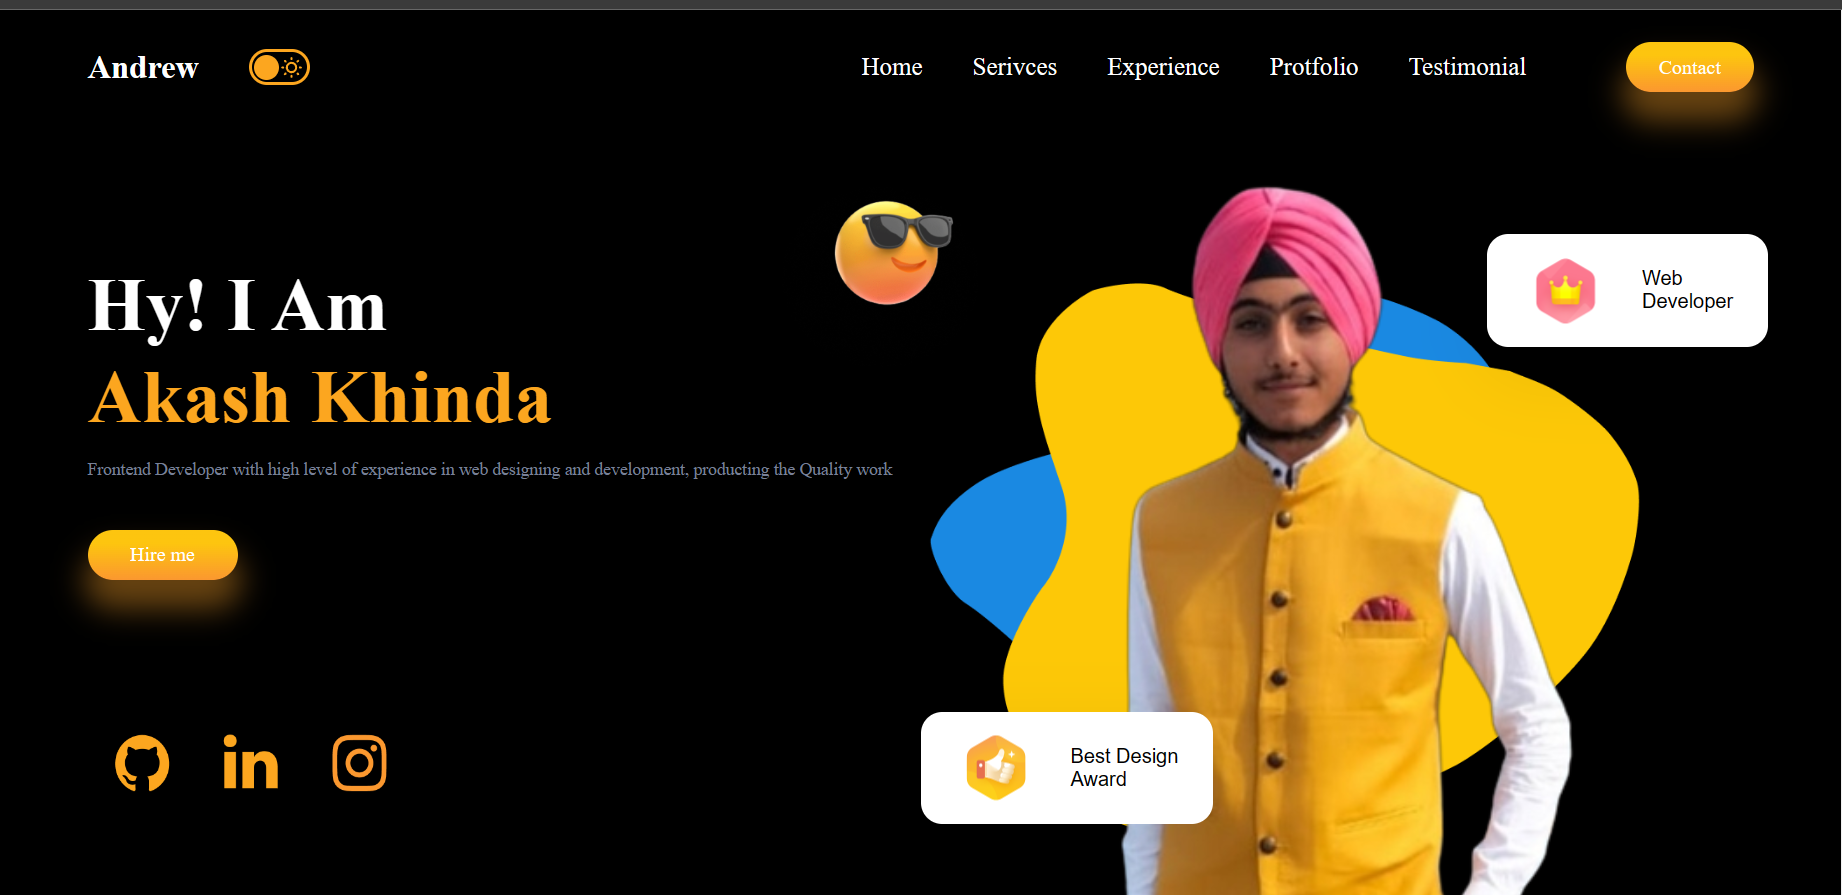 Andrew
Home Serivces Experience Protfolio Testimonial Contact
Hy! I Am
Akash Khinda
Frontend Developer with high level of experience in web designing and development, producting the Quality work
Hire me
Web
Developer
Best Design
Award